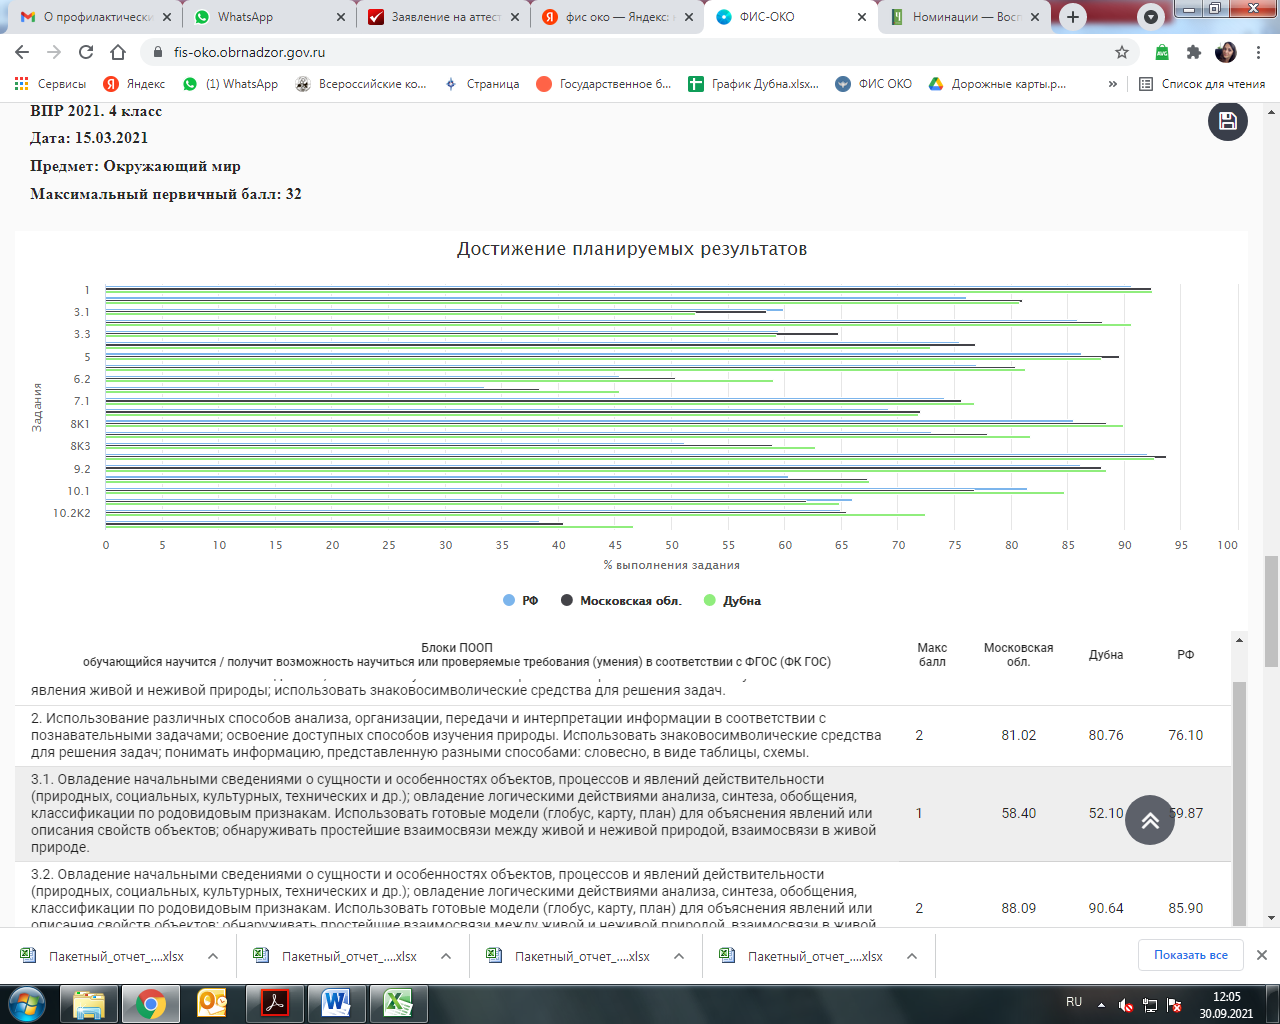 О профилактически
WhatsApp
Заявление на аттест
фис око — Яндекс:
ФИС-ОКО
Номинации — Восп
fis-oko.obrnadzor.gov.ru
Сервисы
Яндекс
(1) WhatsApp
Всероссийские ко...
Страница
Государственное б...
График Дубна.xlsx...
ФИС ОКО
Дорожные карты.p...
»
Список для чтения
ВПР 2021. 4 класс
Дата: 15.03.2021
Предмет: Окружающий мир
Максимальный первичный балл: 32
Достижение планируемых результатов
Задания
1
3.1
3.3
5
6.2
7.1
8K1
8K3
9.2
10.1
10.2K2
0 5 10 15 20 25 30 35 40 45 50 55 60 65 70 75 80 85 90 95 100
% выполнения задания
РФ Московская обл. Дубна
Блоки ПООП
обучающийся научится / получит возможность научиться или проверяемые требования (умения) в соответствии с ФГОС (ФК ГОС)
Макс балл
Московская обл.
Дубна
РФ
явления живой и неживой природы; использовать знаковосимволические средства для решения задач.
2. Использование различных способов анализа, организации, передачи и интерпретации информации в соответствии с
познавательными задачами; освоение доступных способов изучения природы. Использовать знаковосимволические средства
для решения задач; понимать информацию, представленную разными способами: словесно, в виде таблицы, схемы.
2 81.02 80.76 76.10
3.1. Овладение начальными сведениями о сущности и особенностях объектов, процессов и явлений действительности
(природных, социальных, культурных, технических и др.); овладение логическими действиями анализа, синтеза, обобщения,
классификации по родовидовым признакам. Использовать готовые модели (глобус, карту, план) для объяснения явлений или
описания свойств объектов; обнаруживать простейшие взаимосвязи между живой и неживой природой, взаимосвязи в живой
природе.
1 58.40 52.10 59.87
3.2. Овладение начальными сведениями о сущности и особенностях объектов, процессов и явлений действительности
(природных, социальных, культурных, технических и др.); овладение логическими действиями анализа, синтеза, обобщения,
классификации по родовидовым признакам. Использовать готовые модели (глобус, карту, план) для объяснения явлений или
описания свойств объектов; обнаруживать простейшие взаимосвязи между живой и неживой природой, взаимосвязи в живой
2 88.09 90.64 85.90
Пакетный_отчет_....xlsx
Пакетный_отчет_....xlsx
Пакетный_отчет_....xlsx
Пакетный_отчет_....xlsx
Показать все
RU
12:05
30.09.2021